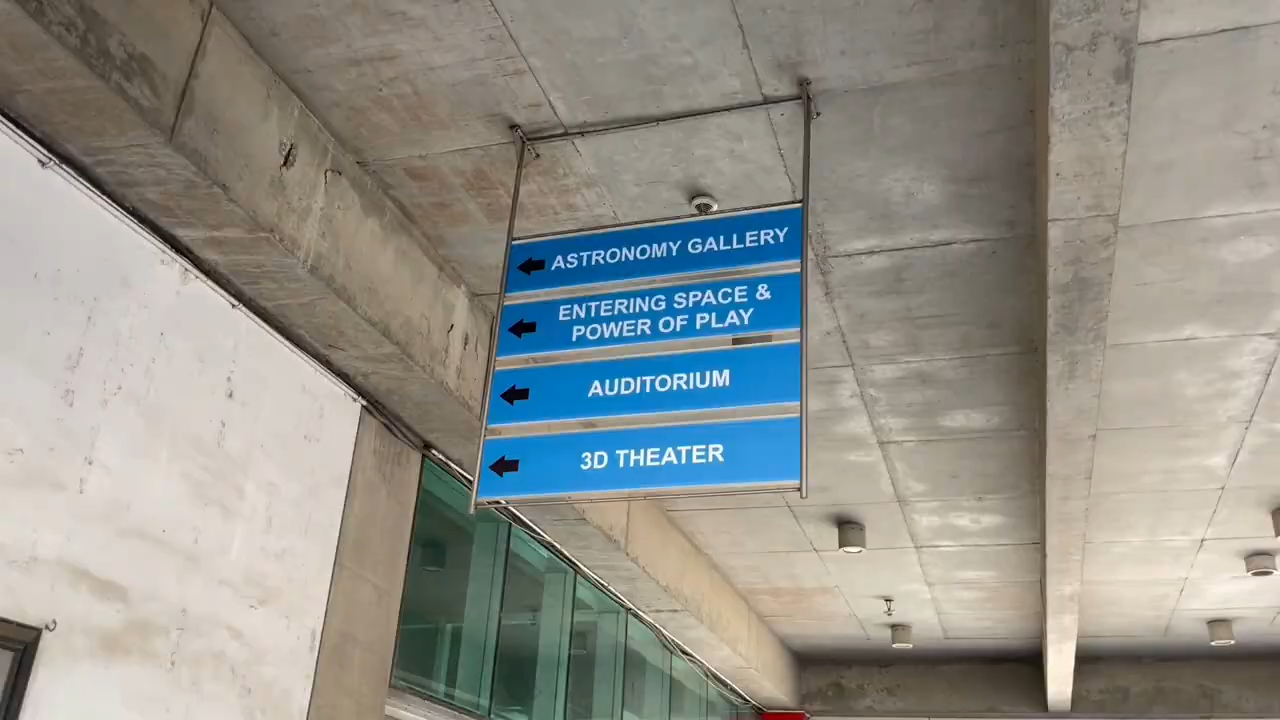 ASTRONOMY GALLERY
ENTERING SPACE &
POWER OF PLAY
AUDITORIUM
3D THEATER